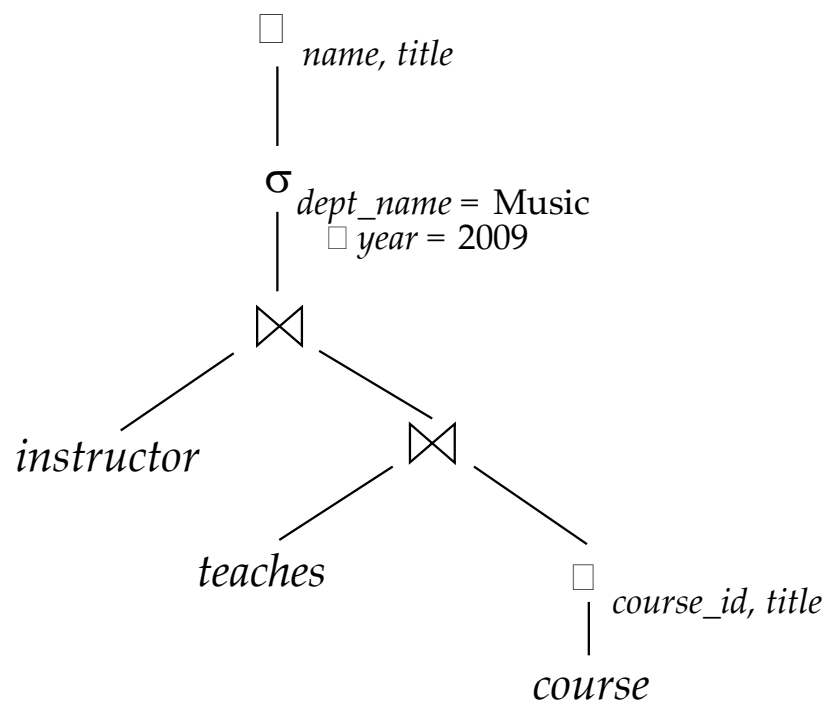 □ name, title
σ dept_name = Music
□ year = 2009
⋈
instructor
⋈
teaches
□ course_id, title
course